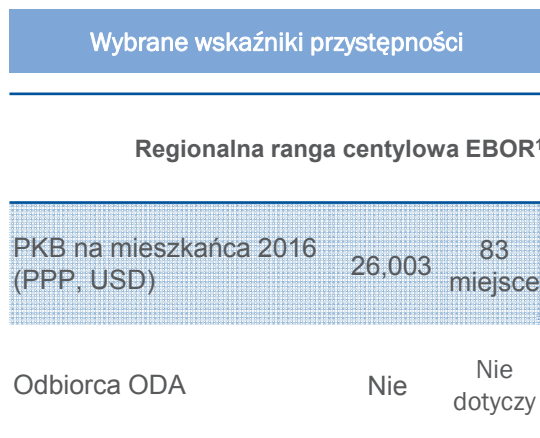 Wybrane wskaźniki przystępności
Regionalna ranga centylowa EBOR¹
PKB na mieszkańca 2016
(PPP, USD)
26,003
83
miejsce
Odbiorca ODA
Nie
Nie
dotyczy